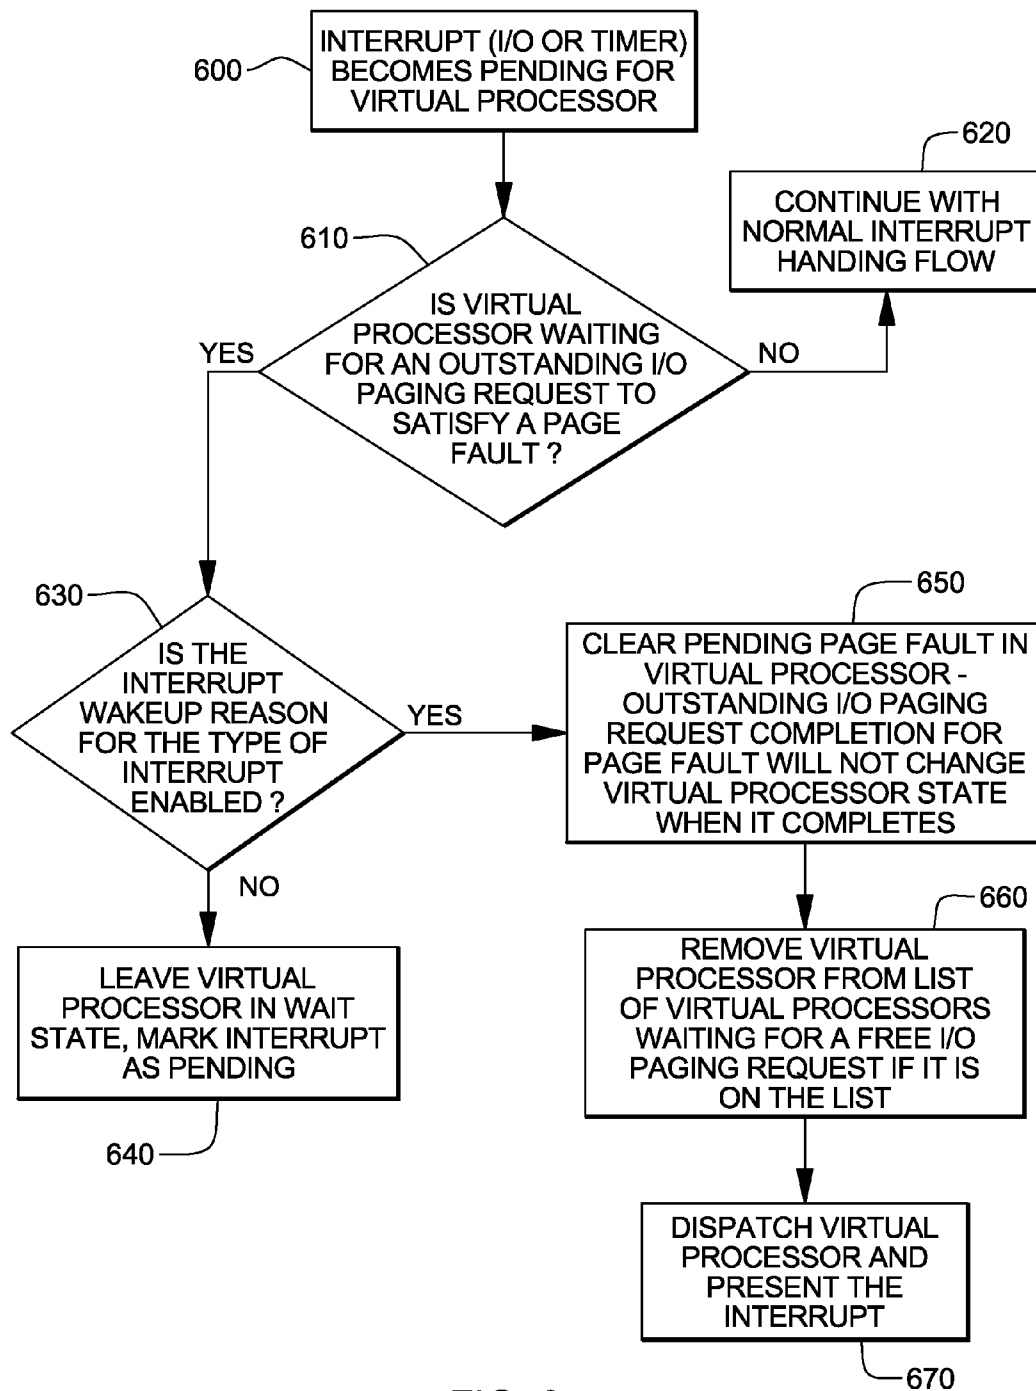 600
INTERRUPT (I/O OR TIMER)
BECOMES PENDING FOR
VIRTUAL PROCESSOR
620
CONTINUE WITH
NORMAL INTERRUPT
HANDING FLOW
610
IS VIRTUAL
PROCESSOR WAITING
FOR AN OUTSTANDING I/O
PAGING REQUEST TO
SATISFY A PAGE
FAULT ?
YES
NO
630
IS THE
INTERRUPT
WAKEUP REASON
FOR THE TYPE OF
INTERRUPT
ENABLED ?
YES
NO
650
CLEAR PENDING PAGE FAULT IN
VIRTUAL PROCESSOR -
OUTSTANDING I/O PAGING
REQUEST COMPLETION FOR
PAGE FAULT WILL NOT CHANGE
VIRTUAL PROCESSOR STATE
WHEN IT COMPLETES
LEAVE VIRTUAL
PROCESSOR IN WAIT
STATE, MARK INTERRUPT
AS PENDING
640
660
REMOVE VIRTUAL
PROCESSOR FROM LIST
OF VIRTUAL PROCESSORS
WAITING FOR A FREE I/O
PAGING REQUEST IF IT IS
ON THE LIST
DISPATCH VIRTUAL
PROCESSOR AND
PRESENT THE
INTERRUPT
670